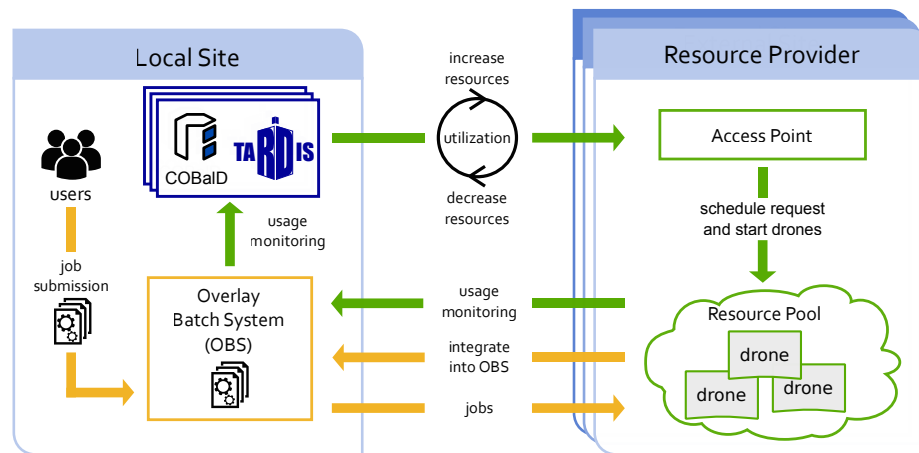 Local Site
Resource Provider
users
COBalD
TARDIS
increase
resources
utilization
decrease
resources
Access Point
schedule request
and start drones
usage
monitoring
job
submission
Overlay
Batch System
(OBS)
usage
monitoring
integrate
into OBS
jobs
Resource Pool
drone
drone
drone